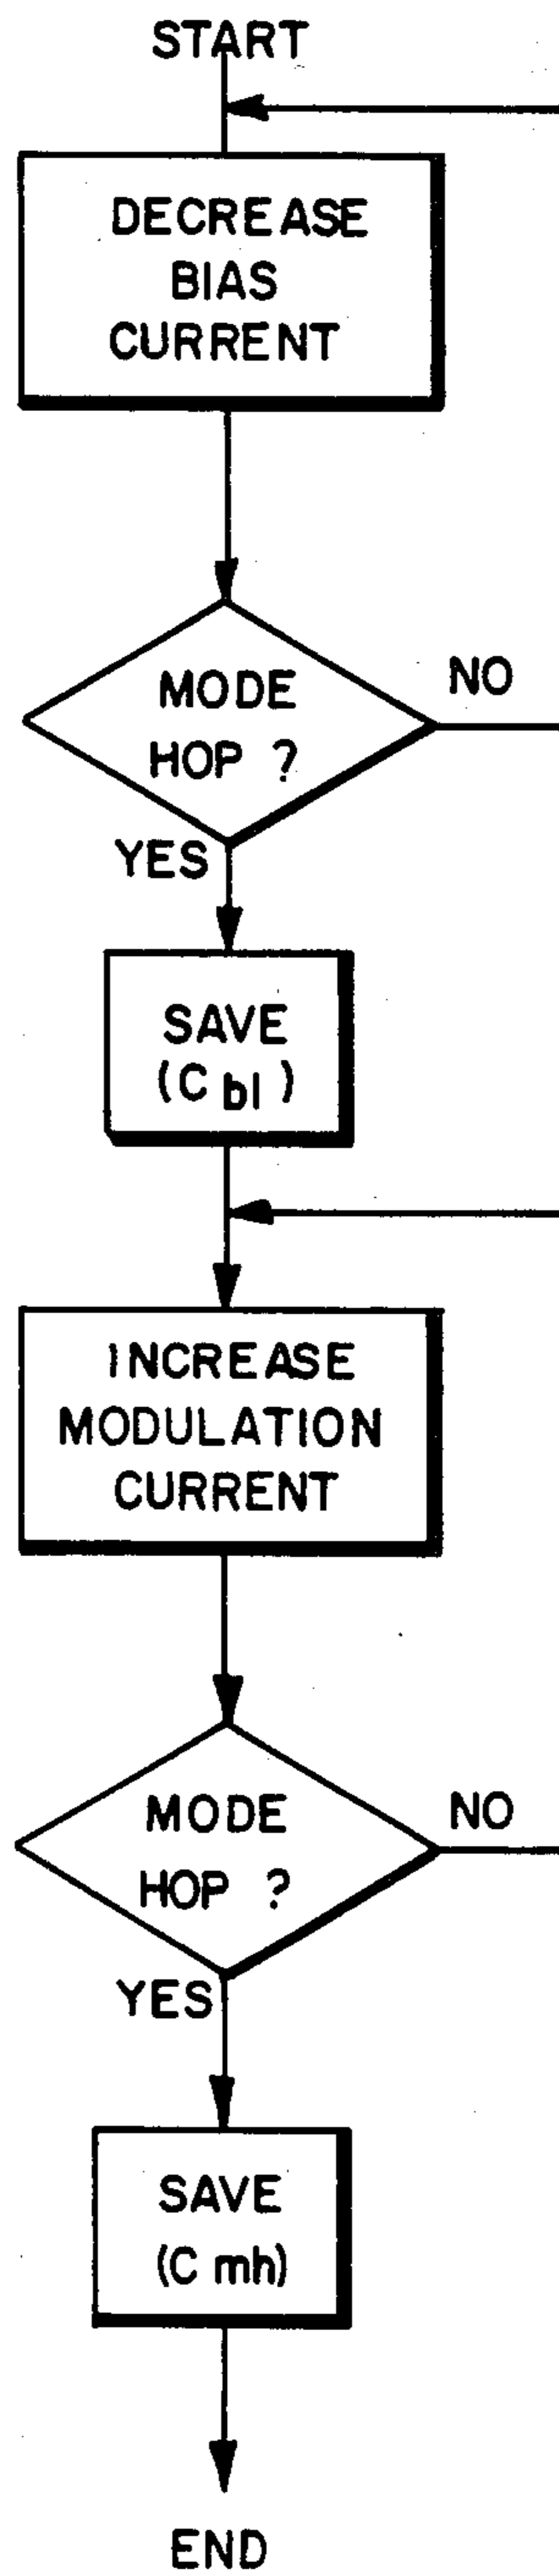 START
DECREASE
BIAS
CURRENT
MODE
HOP ?
NO
YES
SAVE
(C bl)
INCREASE
MODULATION
CURRENT
MODE
HOP ?
NO
YES
SAVE
(C mh)
END